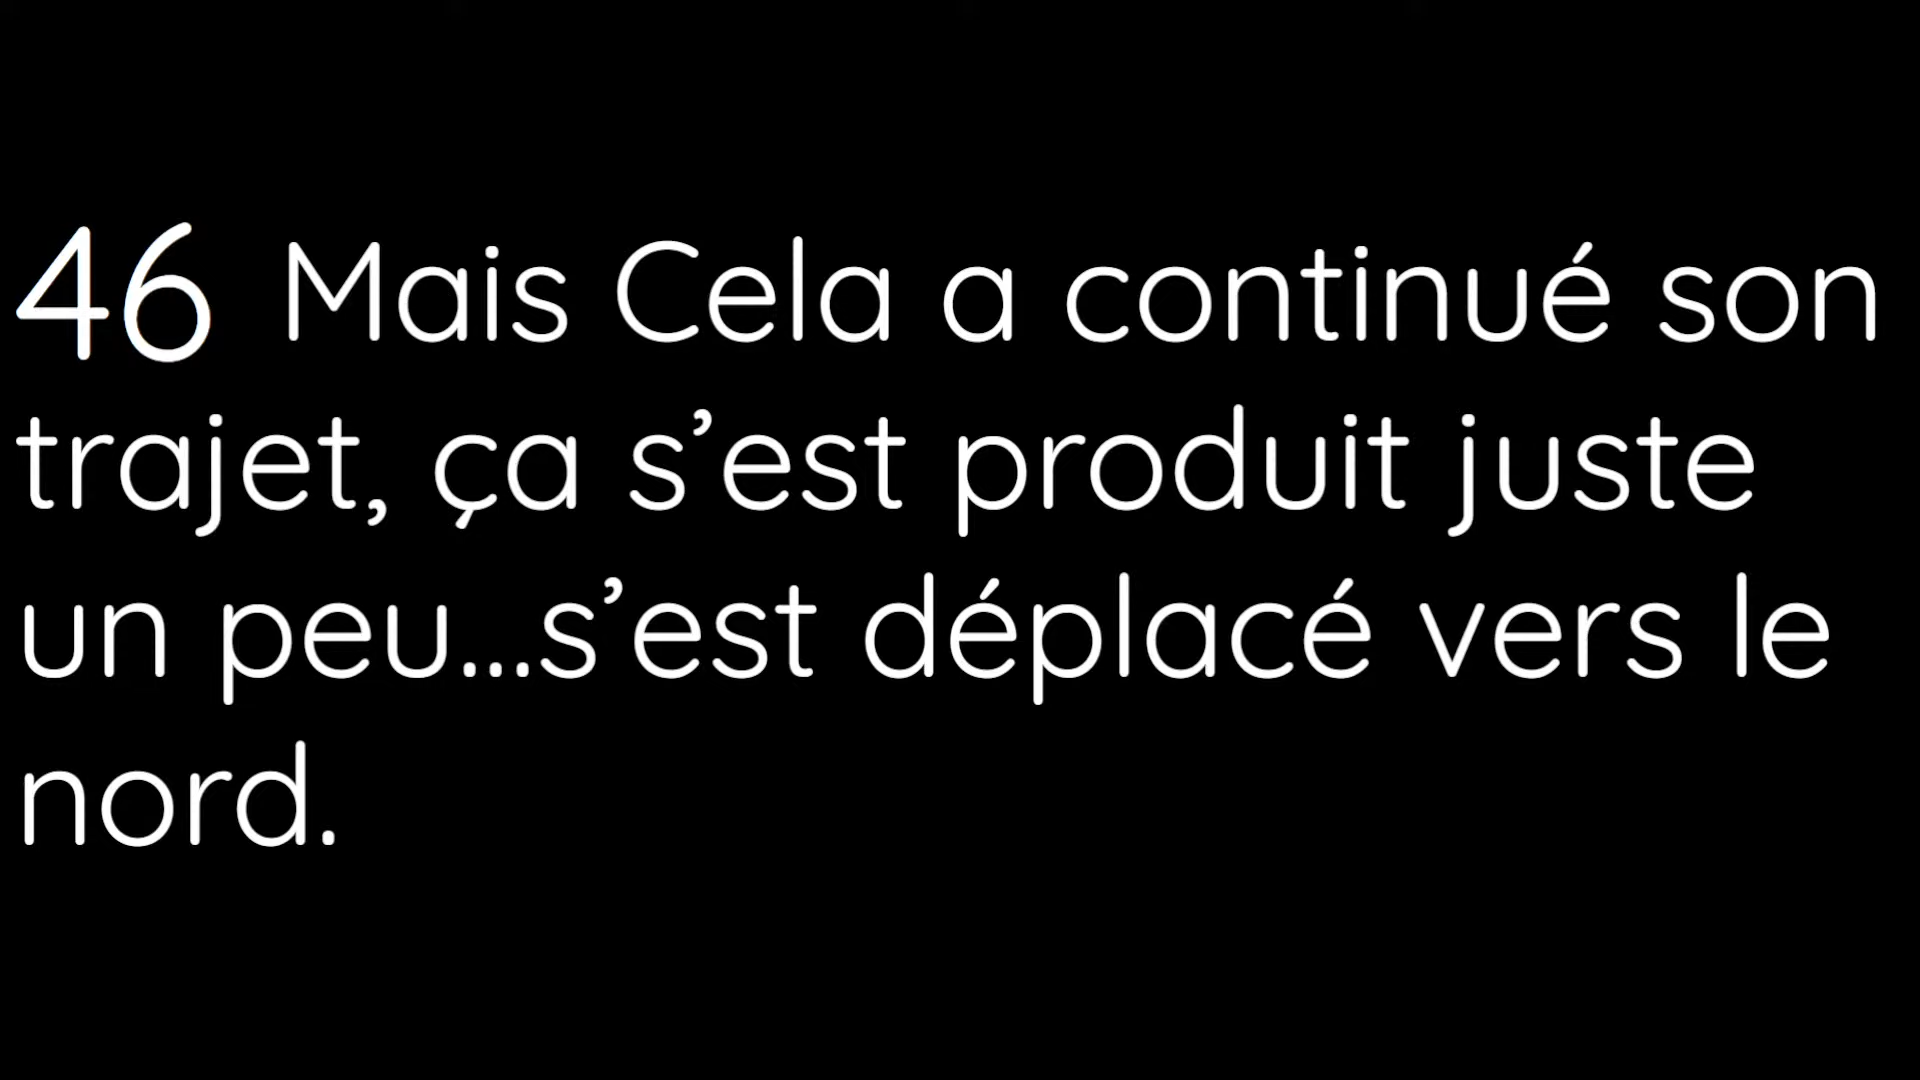 46 Mais Cela a continué son
trajet, ça s’est produit juste
un peu...s’est déplacé vers le
nord.